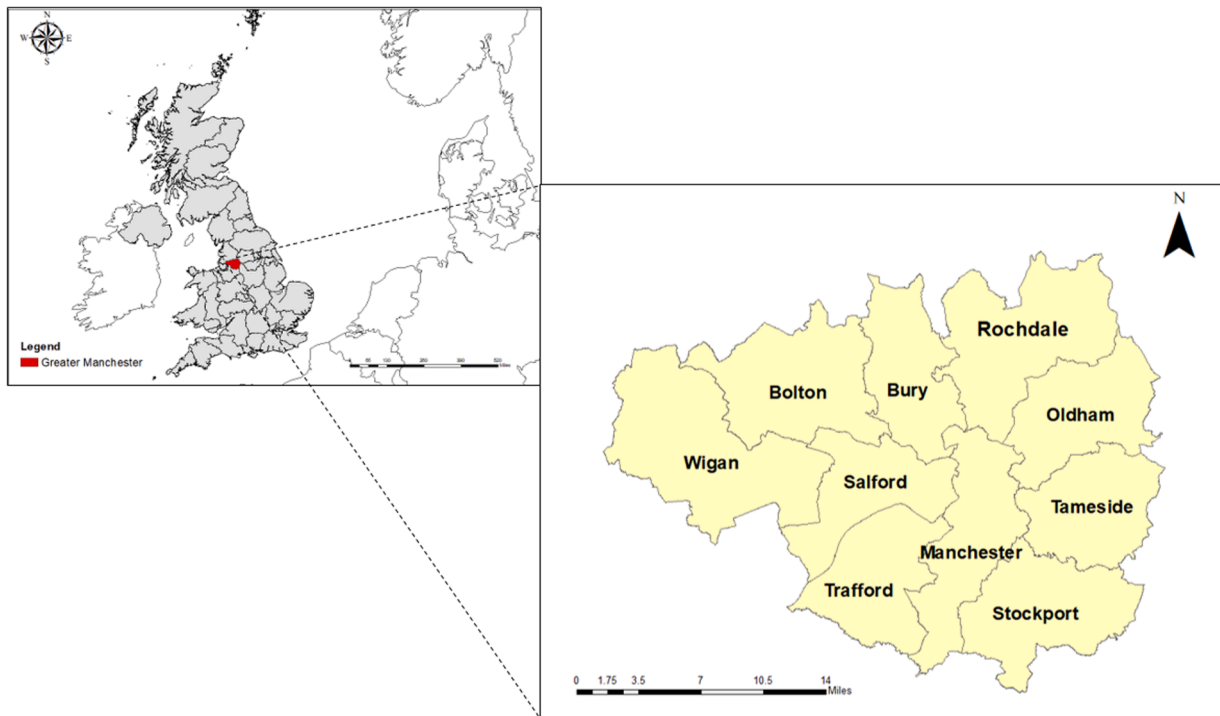 N
W
E
S
Legend
Greater Manchester
Miles
N
Rochdale
Bolton
Bury
Oldham
Wigan
Salford
Tameside
Manchester
Trafford
Stockport
0 1.75 3.5 7 10.5 14
Miles